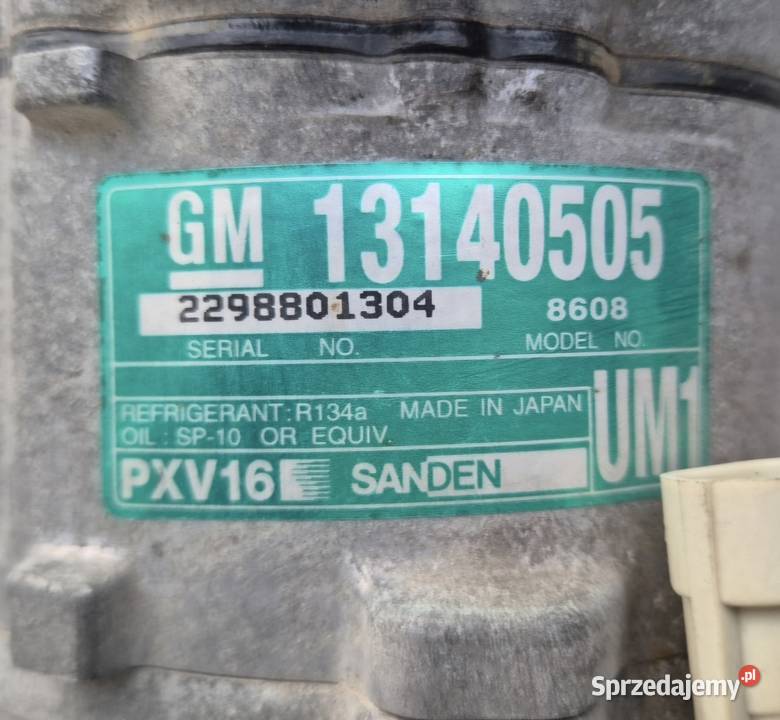 GM 13140505
2298801304 8608
SERIAL NO. MODEL NO.
REFRIGERANT: R134a MADE IN JAPAN
OIL : SP-10 OR EQUIV.
UM1
PXV16 SANDEN
Sprzedajemy.pl